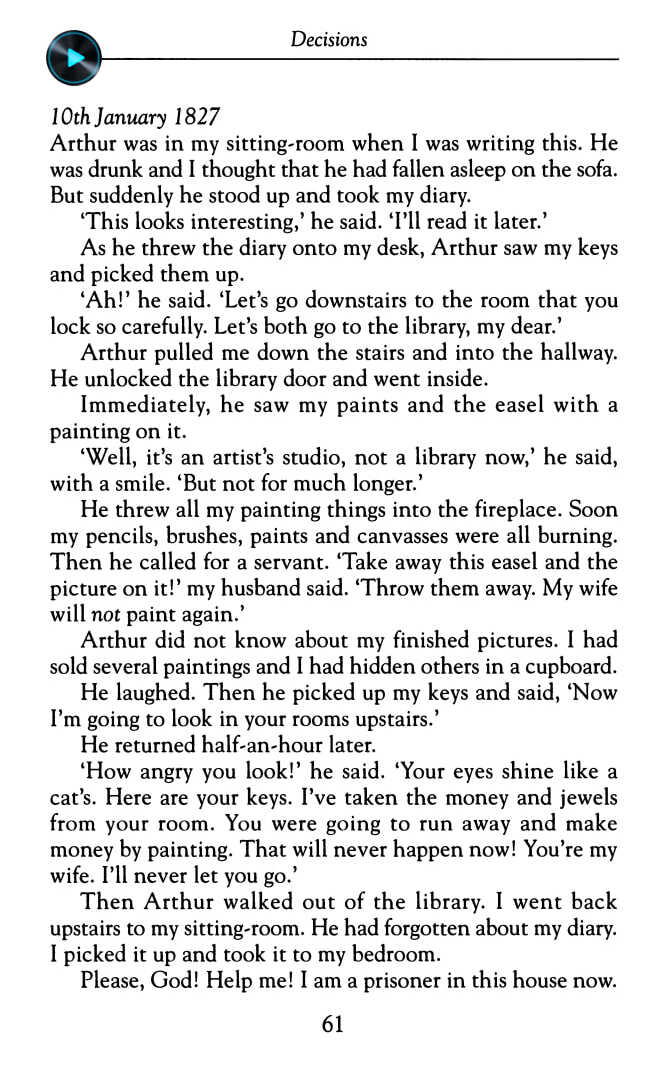 Decisions
10th January 1827
Arthur was in my sitting-room when I was writing this. He
was drunk and I thought that he had fallen asleep on the sofa.
But suddenly he stood up and took my diary.
‘This looks interesting,’ he said. ‘I’ll read it later.’
As he threw the diary onto my desk, Arthur saw my keys
and picked them up.
‘Ah!’ he said. ‘Let’s go downstairs to the room that you
lock so carefully. Let’s both go to the library, my dear.’
Arthur pulled me down the stairs and into the hallway.
He unlocked the library door and went inside.
Immediately, he saw my paints and the easel with a
painting on it.
‘Well, it’s an artist’s studio, not a library now,’ he said,
with a smile. ‘But not for much longer.’
He threw all my painting things into the fireplace. Soon
my pencils, brushes, paints and canvasses were all burning.
Then he called for a servant. ‘Take away this easel and the
picture on it!’ my husband said. ‘Throw them away. My wife
will not paint again.’
Arthur did not know about my finished pictures. I had
sold several paintings and I had hidden others in a cupboard.
He laughed. Then he picked up my keys and said, ‘Now
I’m going to look in your rooms upstairs.’
He returned half-an-hour later.
‘How angry you look!’ he said. ‘Your eyes shine like a
cat’s. Here are your keys. I’ve taken the money and jewels
from your room. You were going to run away and make
money by painting. That will never happen now! You’re my
wife. I’ll never let you go.’
Then Arthur walked out of the library. I went back
upstairs to my sitting-room. He had forgotten about my diary.
I picked it up and took it to my bedroom.
Please, God! Help me! I am a prisoner in this house now.
61